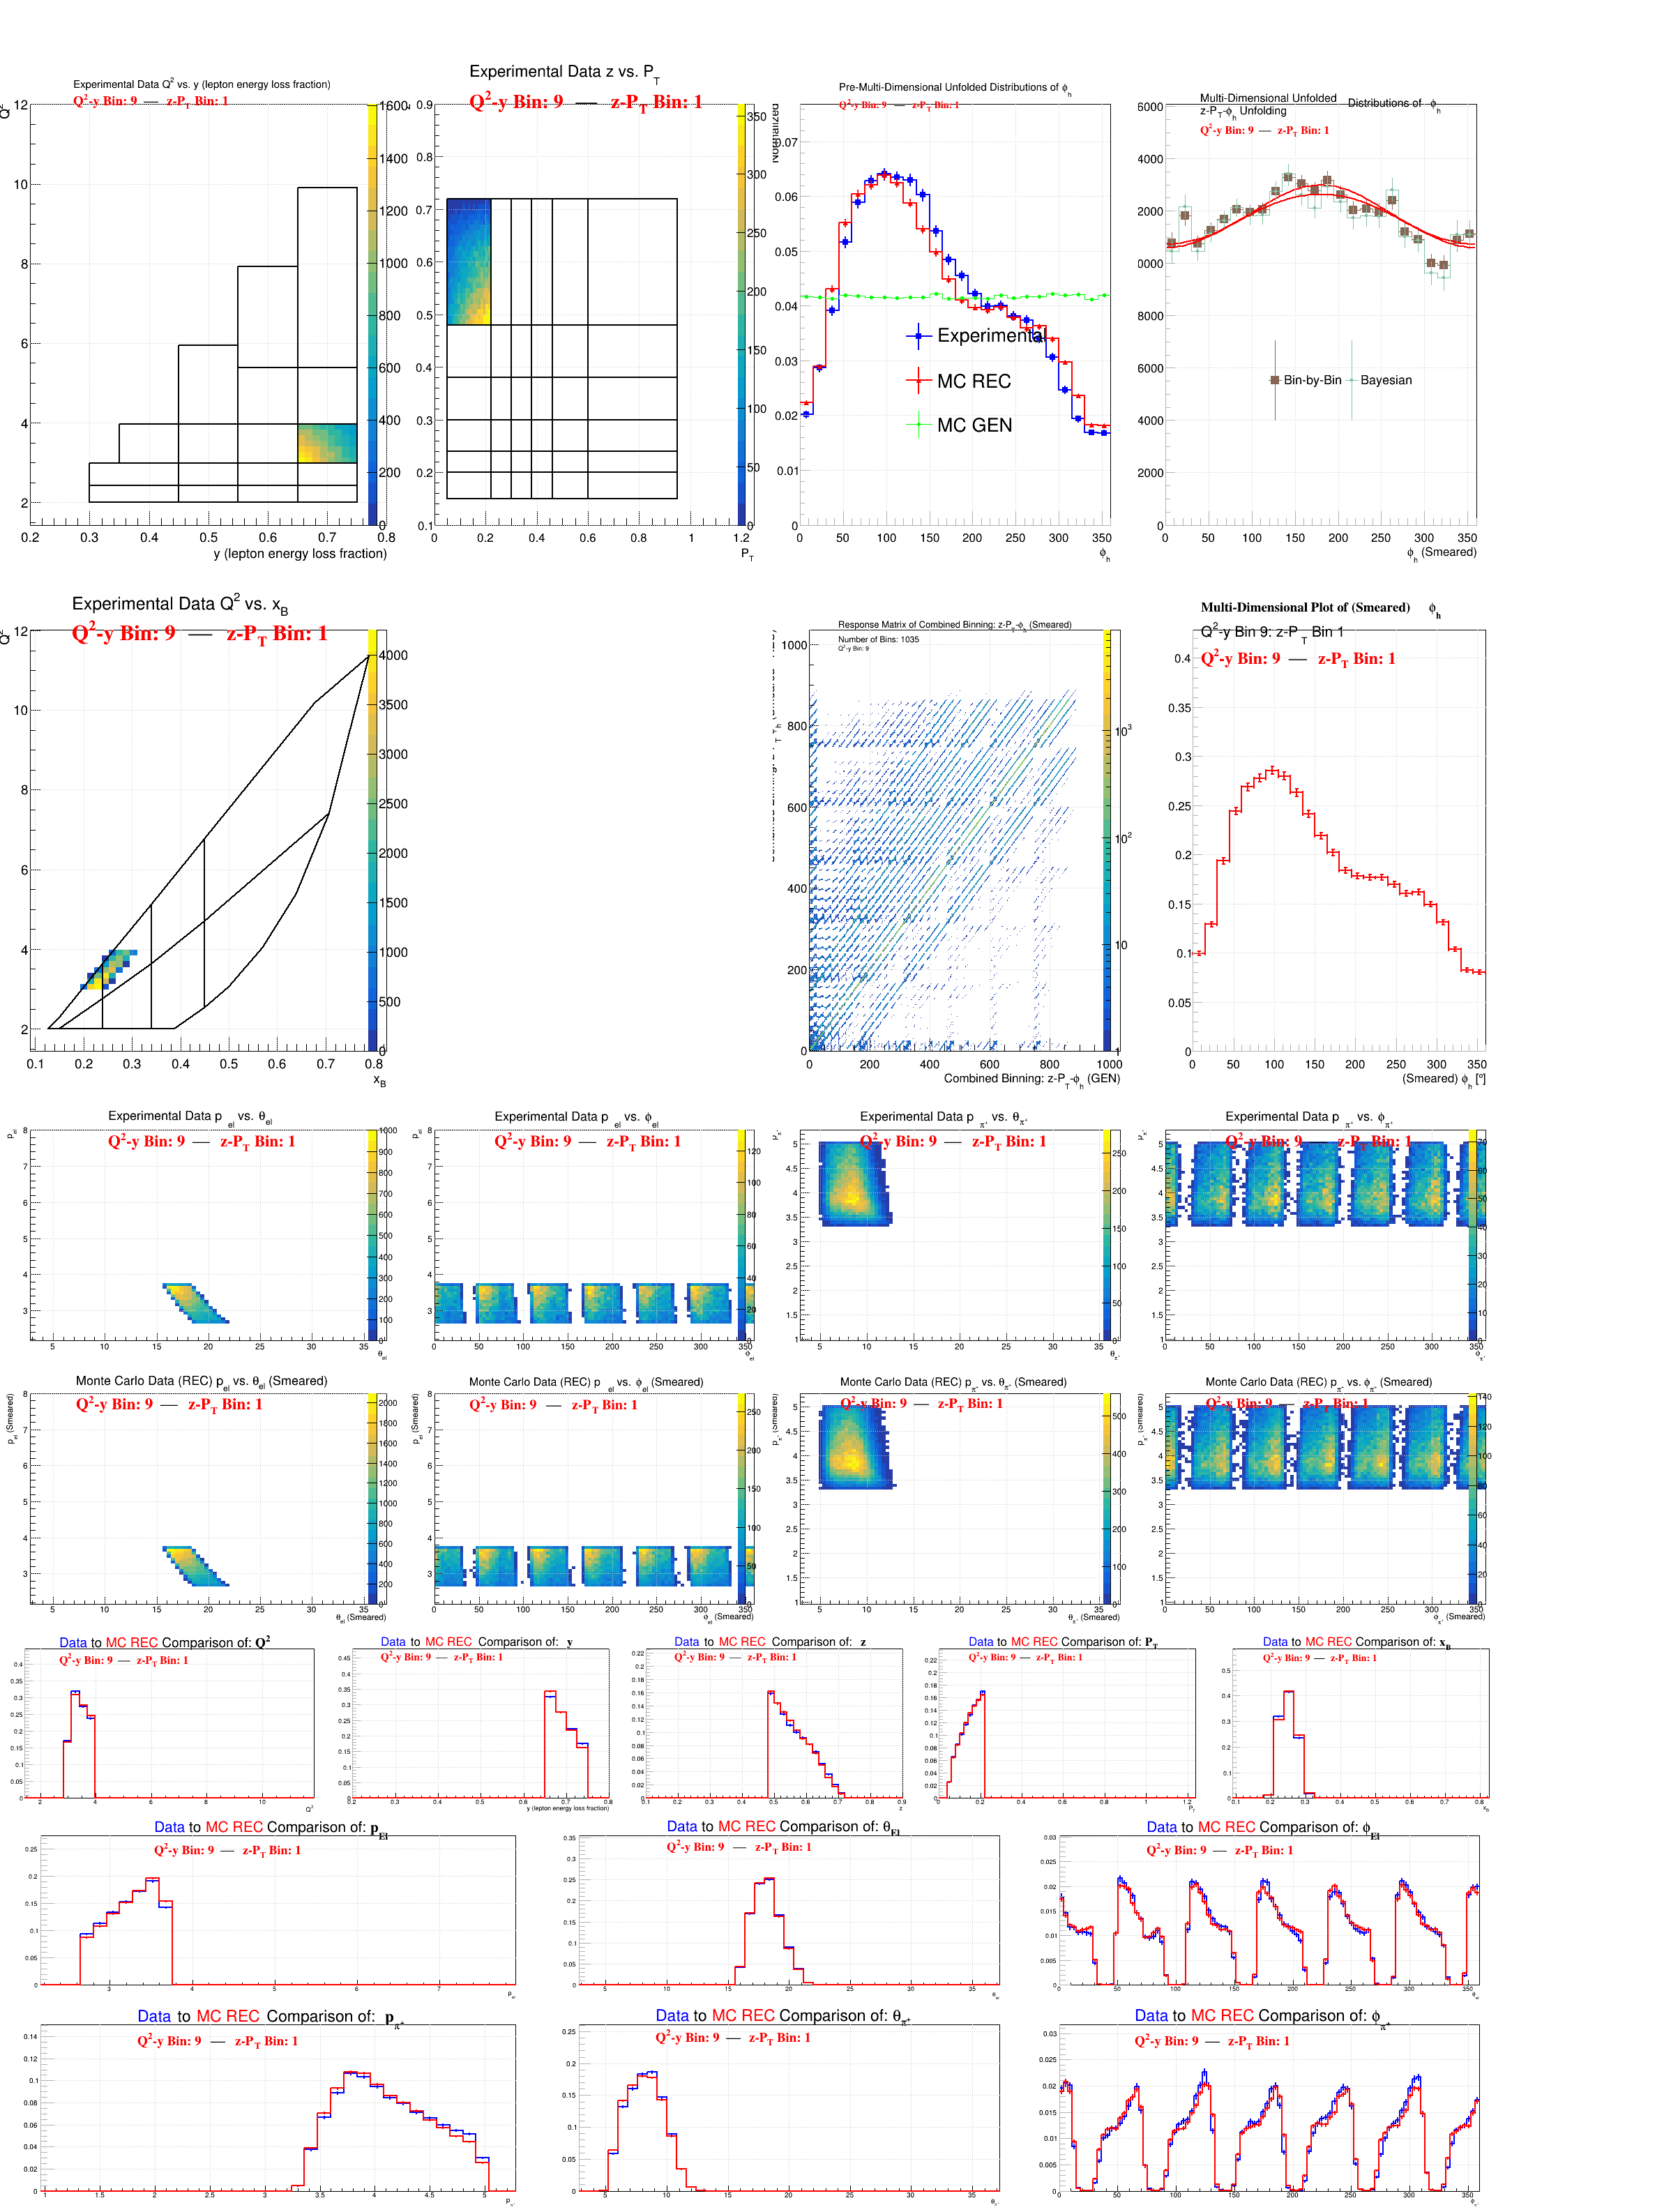 Experimental Data Q² vs. y (lepton energy loss fraction)
Q²-y Bin: 9 — z-P_T Bin: 1
y (lepton energy loss fraction)
Experimental Data z vs. P_T
Q²-y Bin: 9 — z-P_T Bin: 1
P_T
Pre-Multi-Dimensional Unfolded Distributions of ϕ_h
Q²-y Bin: 9 — z-P_T Bin: 1
Experimental
MC REC
MC GEN
ϕ_h
Multi-Dimensional Unfolded Distributions of ϕ_h
z-P_T-ϕ_h Unfolding
Q²-y Bin: 9 — z-P_T Bin: 1
Bin-by-Bin
Bayesian
ϕ_h (Smeared)
Experimental Data Q² vs. x_B
Q²-y Bin: 9 — z-P_T Bin: 1
x_B
Response Matrix of Combined Binning: z-P_T-ϕ_h (Smeared)
Number of Bins: 1035
Q²-y Bin: 9
Combined Binning: z-P_T-ϕ_h (GEN)
Multi-Dimensional Plot of (Smeared) ϕ_h
Q²-y Bin 9: z-P_T Bin 1
Q²-y Bin: 9 — z-P_T Bin: 1
(Smeared) ϕ_h [°]
Experimental Data p_el vs. θ_el
Q²-y Bin: 9 — z-P_T Bin: 1
Experimental Data p_el vs. ϕ_el
Q²-y Bin: 9 — z-P_T Bin: 1
Experimental Data p_π⁺ vs. θ_π⁺
Q²-y Bin: 9 — z-P_T Bin: 1
Experimental Data p_π⁺ vs. ϕ_π⁺
Q²-y Bin: 9 — z-P_T Bin: 1
Monte Carlo Data (REC) p_el vs. θ_el (Smeared)
Q²-y Bin: 9 — z-P_T Bin: 1
p_el (Smeared)
θ_el (Smeared)
Monte Carlo Data (REC) p_el vs. ϕ_el (Smeared)
Q²-y Bin: 9 — z-P_T Bin: 1
p_el (Smeared)
ϕ_el (Smeared)
Monte Carlo Data (REC) p_π⁺ vs. θ_π⁺ (Smeared)
Q²-y Bin: 9 — z-P_T Bin: 1
θ_π⁺ (Smeared)
Monte Carlo Data (REC) p_π⁺ vs. ϕ_π⁺ (Smeared)
Q²-y Bin: 9 — z-P_T Bin: 1
ϕ_π⁺ (Smeared)
Data to MC REC Comparison of: Q²
Q²-y Bin: 9 — z-P_T Bin: 1
Q²
Data to MC REC Comparison of: y
Q²-y Bin: 9 — z-P_T Bin: 1
y (lepton energy loss fraction)
Data to MC REC Comparison of: z
Q²-y Bin: 9 — z-P_T Bin: 1
z
Data to MC REC Comparison of: P_T
Q²-y Bin: 9 — z-P_T Bin: 1
P_T
Data to MC REC Comparison of: x_B
Q²-y Bin: 9 — z-P_T Bin: 1
x_B
Data to MC REC Comparison of: p_El
Q²-y Bin: 9 — z-P_T Bin: 1
Data to MC REC Comparison of: θ_El
Q²-y Bin: 9 — z-P_T Bin: 1
Data to MC REC Comparison of: ϕ_El
Q²-y Bin: 9 — z-P_T Bin: 1
Data to MC REC Comparison of: p_π⁺
Q²-y Bin: 9 — z-P_T Bin: 1
Data to MC REC Comparison of: θ_π⁺
Q²-y Bin: 9 — z-P_T Bin: 1
Data to MC REC Comparison of: ϕ_π⁺
Q²-y Bin: 9 — z-P_T Bin: 1